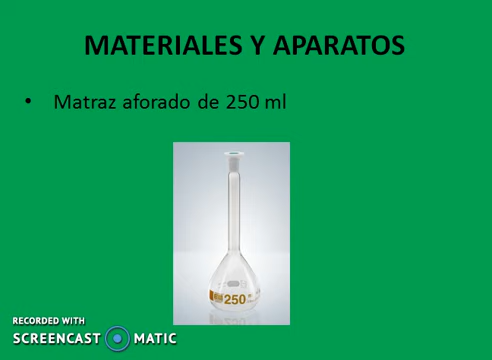 MATERIALES Y APARATOS
• Matraz aforado de 250 ml
250
RECORDED WITH
SCREENCAST MATIC